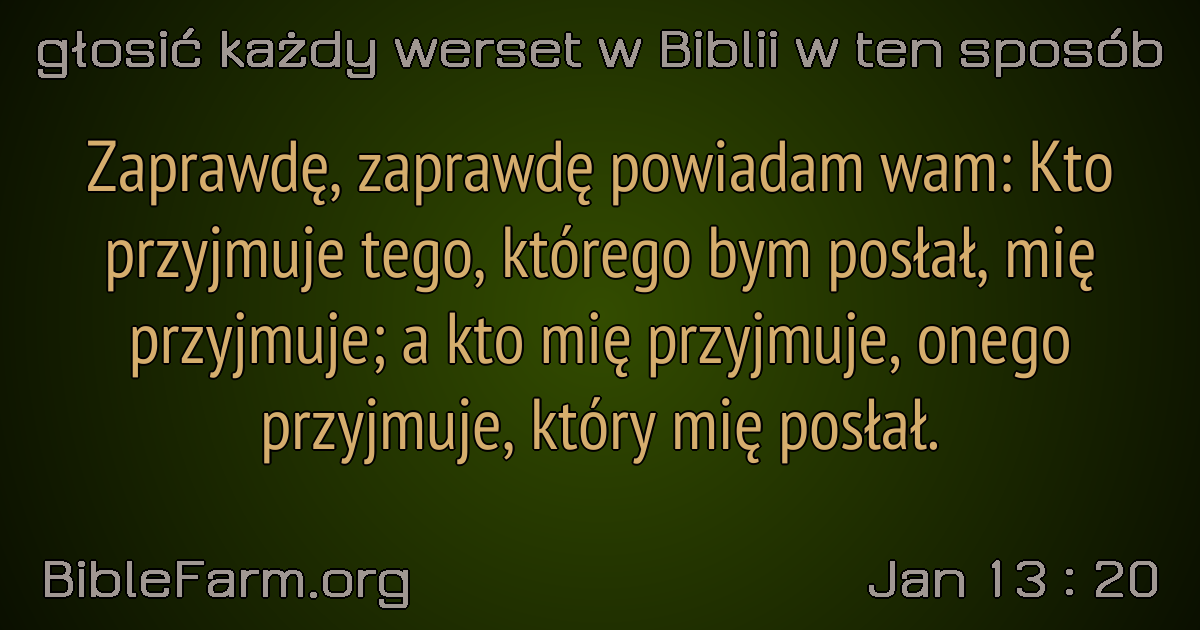 głosić każdy werset w Biblii w ten sposób
Zaprawdę, zaprawdę powiadam wam: Kto
przyjmuje tego, którego bym posłał, mię
przyjmuje; a kto mię przyjmuje, onego
przyjmuje, który mię posłał.
BibleFarm.org
Jan 13 : 20